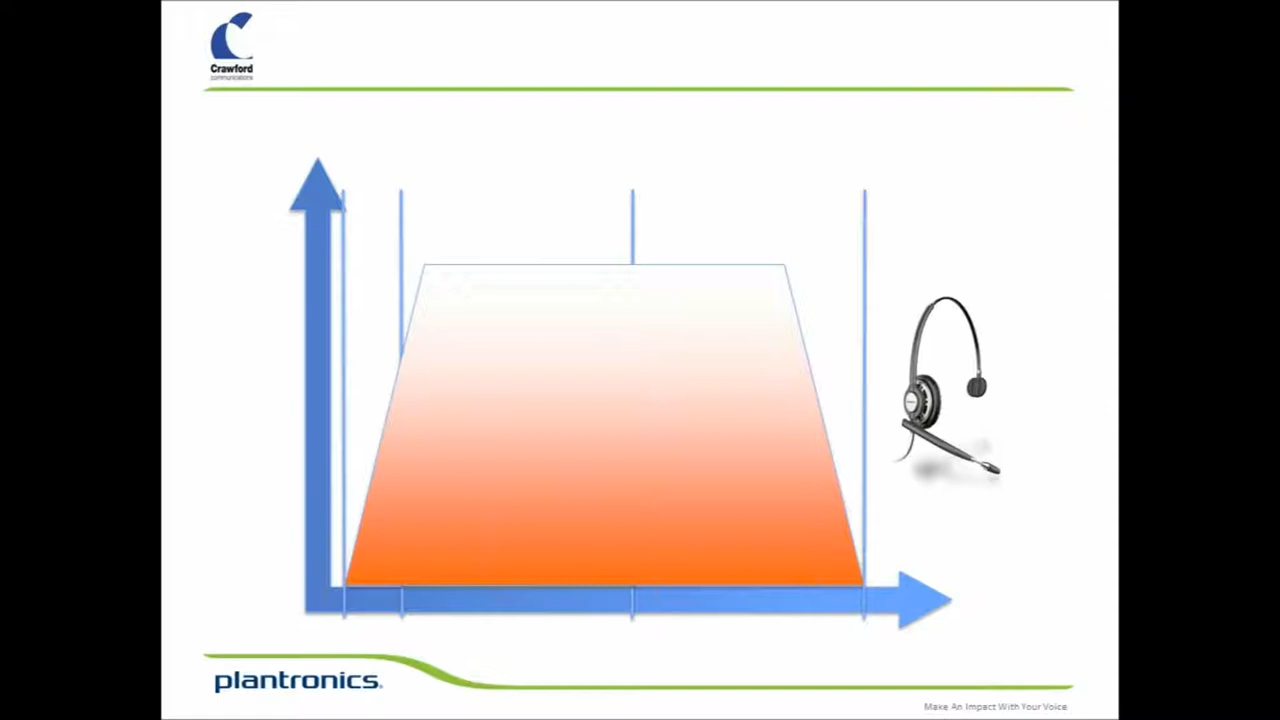 Crawford
communications
plantronics®
Make An Impact With Your Voice